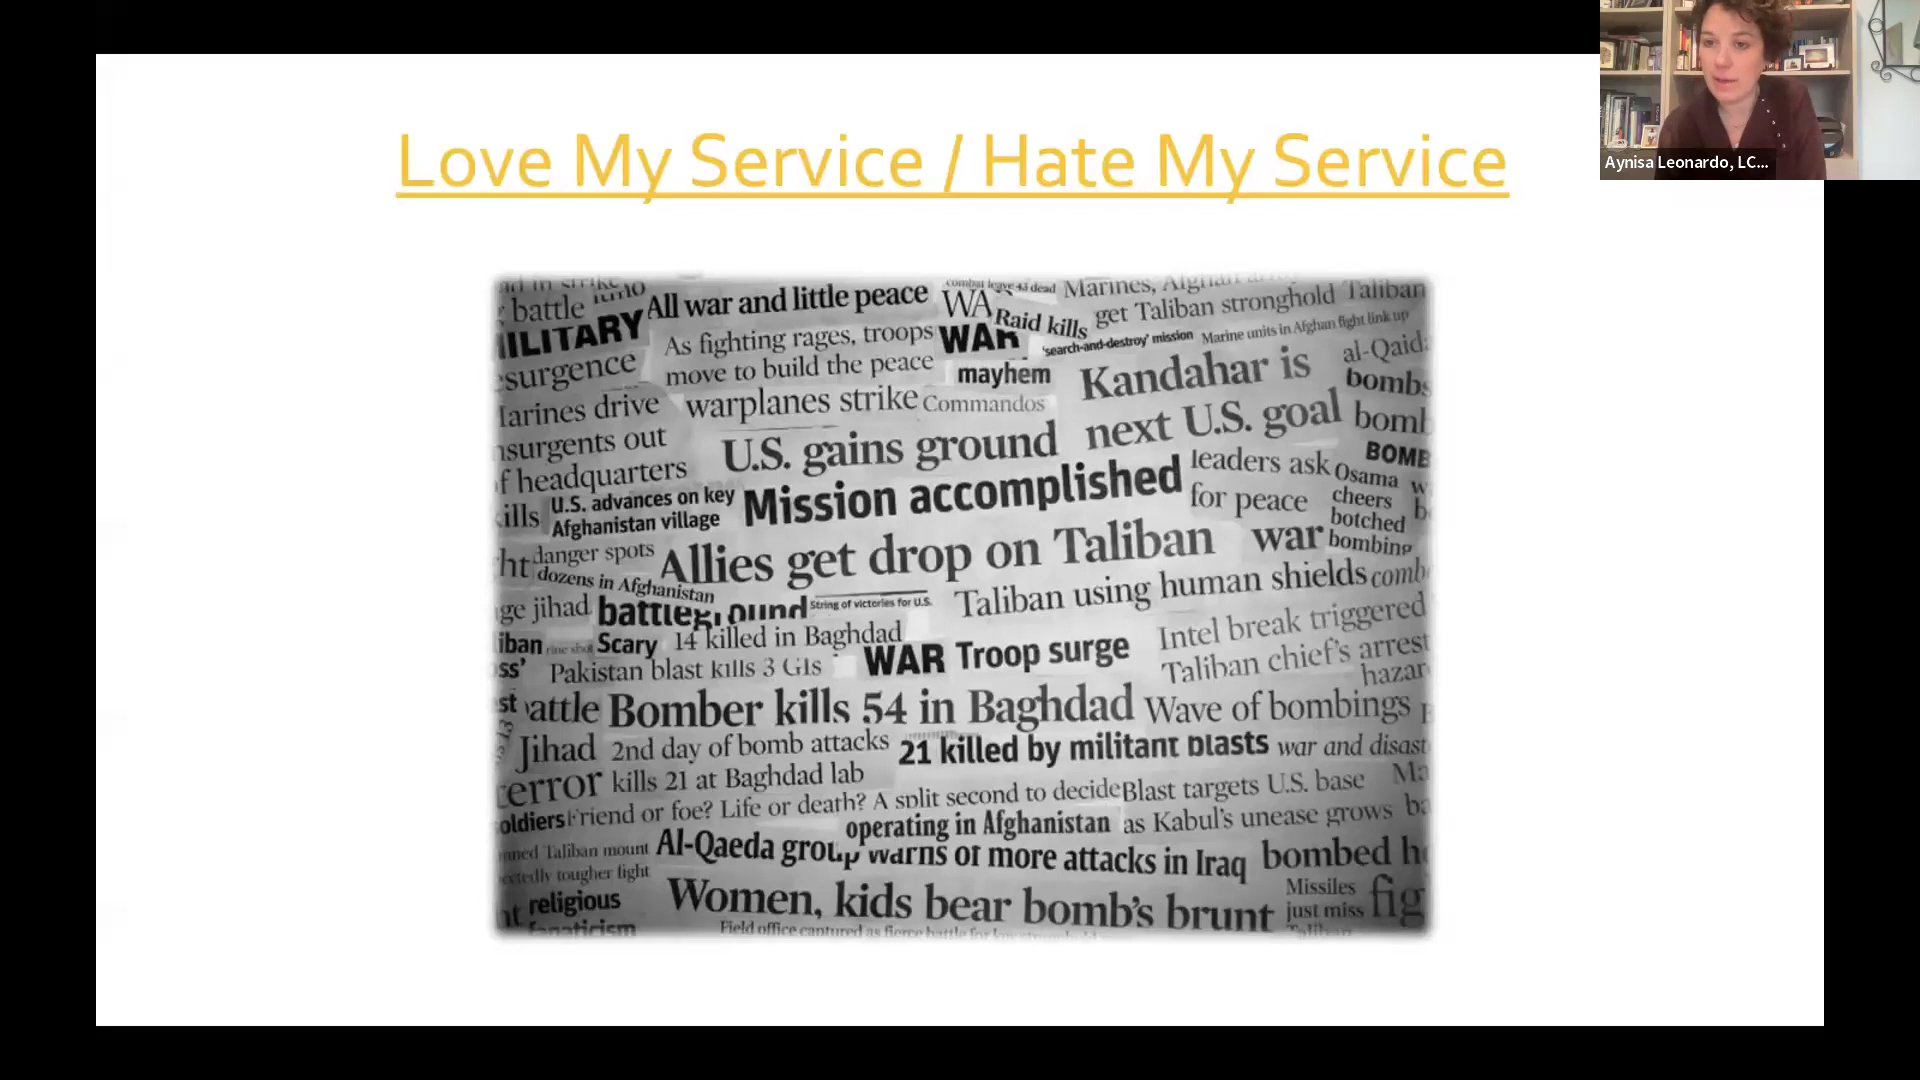 Love My Service / Hate My Service
Aynisa Leonardo, LC...
battle
All war and little peace
WA
combat leave 43 dead
Marines, Afghan
get Taliban stronghold Taliban
ILITARY
As fighting rages, troops
move to build the peace
WAR
Raid kills
'search-and-destroy' mission
Marine units in Afghan fight link up
surgence
mayhem
Kandahar is
next U.S. goal
al-Qaid
bombs
arines drive
nsurgents out
f headquarters
warplanes strike
Commandos
bomb
BOMB
U.S. gains ground
leaders ask
for peace
Osama w
cheers
botched
bombing
ills
U.S. advances on key
Afghanistan village
Mission accomplished
ht
danger spots
dozens in Afghanistan
Allies get drop on Taliban
war
ge jihad
battleground
String of victories for U.S.
Taliban using human shields
comb
iban
Scary
14 killed in Baghdad
WAR
Troop surge
Intel break triggered
Taliban chief's arrest
ss'
Pakistan blast kills 3 GIs
hazar
st
attle
Bomber kills 54 in Baghdad
Wave of bombings
Jihad
2nd day of bomb attacks
21 killed by militant blasts
war and disast
error
kills 21 at Baghdad lab
Friend or foe? Life or death? A split second to decide
Blast targets U.S. base
Ma
oldiers
operating in Afghanistan
as Kabul's unease grows
ba
Taliban mount
ectedly tougher fight
Al-Qaeda group warns of more attacks in Iraq
bombed h
religious
fanaticism
Women, kids bear bomb's brunt
Missiles
just miss
Taliban
fig
Field office captured as fierce battle for